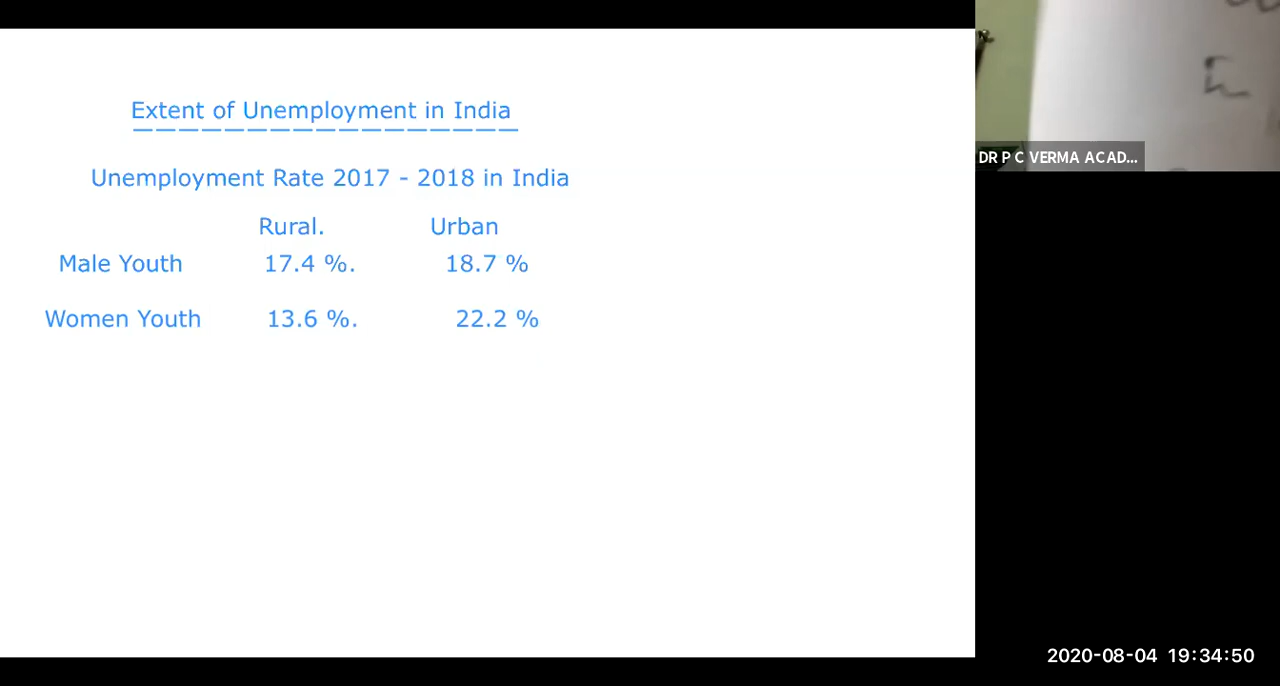 Extent of Unemployment in India
Unemployment Rate 2017 - 2018 in India
Rural. Urban
Male Youth 17.4 %. 18.7 %
Women Youth 13.6 %. 22.2 %
DR P C VERMA ACAD...
2020-08-04 19:34:50